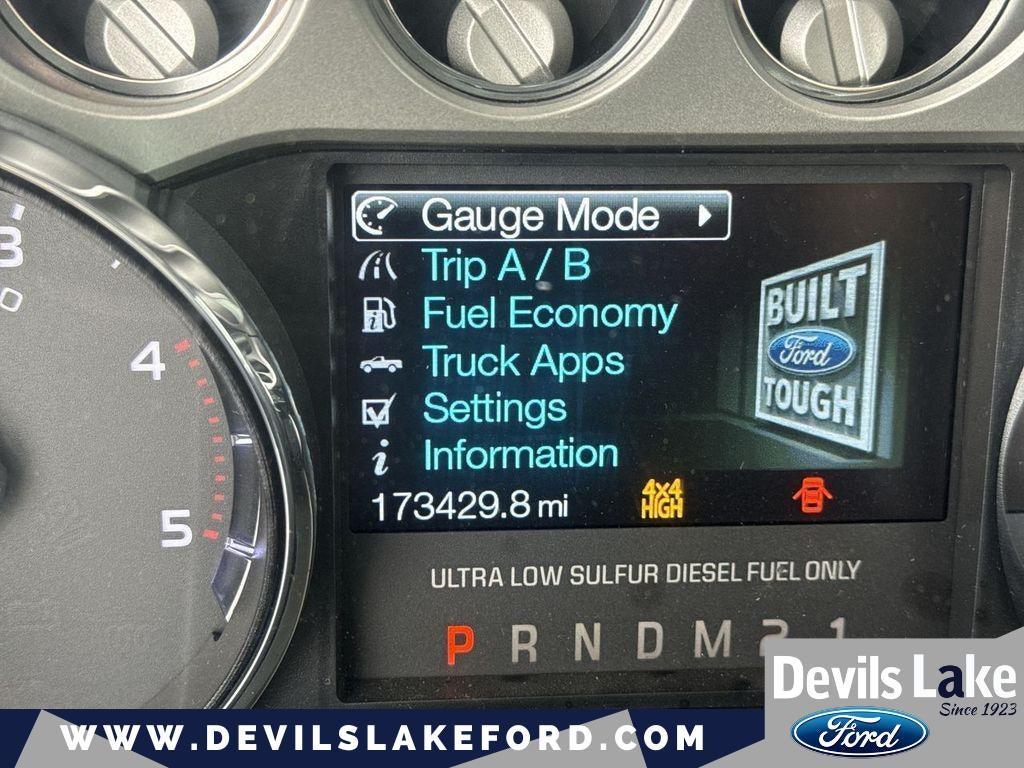 Gauge Mode
Trip A / B
Fuel Economy
Truck Apps
Settings
Information
BUILT
Ford
TOUGH
173429.8 mi
4x4
HIGH
3
4
5
ULTRA LOW SULFUR DIESEL FUEL ONLY
P R N D M 2 1
Devils Lake
Since 1923
Ford
WWW.DEVILSLAKEFORD.COM